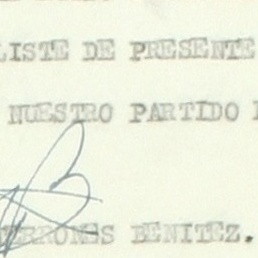 LISTE DE PRESENTE
NUESTRO PARTIDO
BENITEZ.